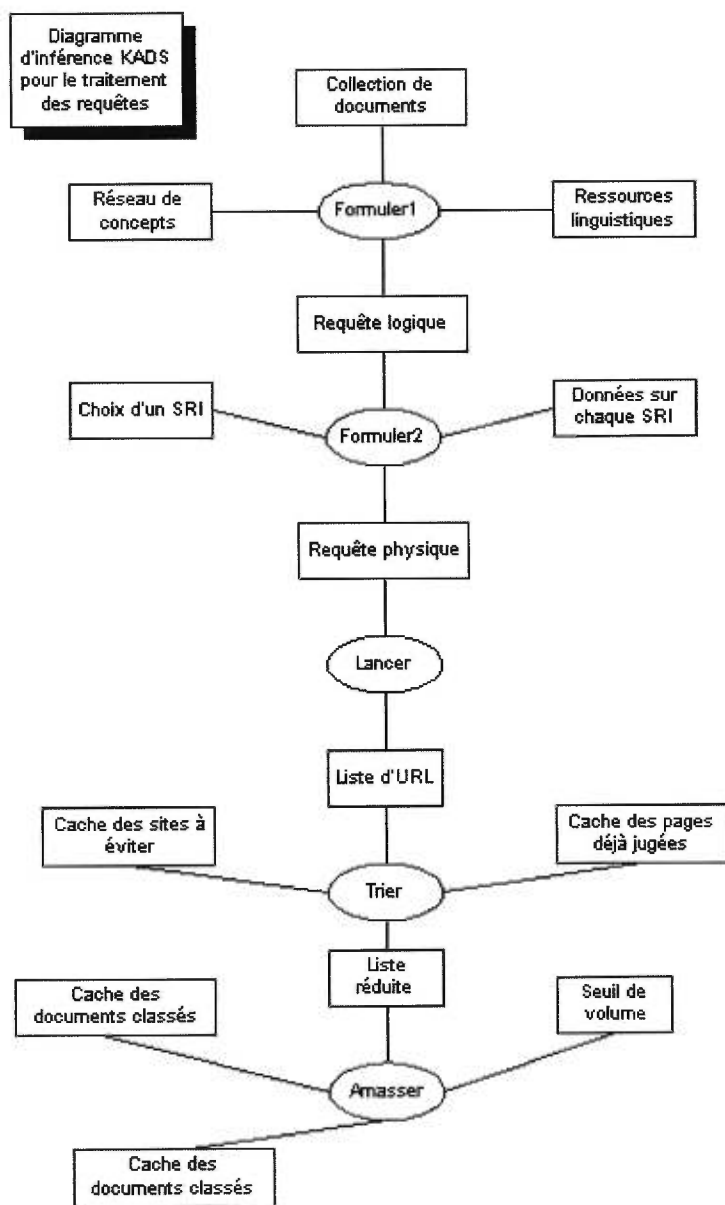 Diagramme
d'inférence KADS
pour le traitement
des requêtes
Collection de
documents
Réseau de
concepts
Formuler1
Ressources
linguistiques
Requête logique
Choix d'un SRI
Formuler2
Données sur
chaque SRI
Requête physique
Lancer
Liste d'URL
Cache des sites à
éviter
Trier
Cache des pages
déjà jugées
Liste
réduite
Cache des
documents classés
Seuil de
volume
Amasser
Cache des
documents classés